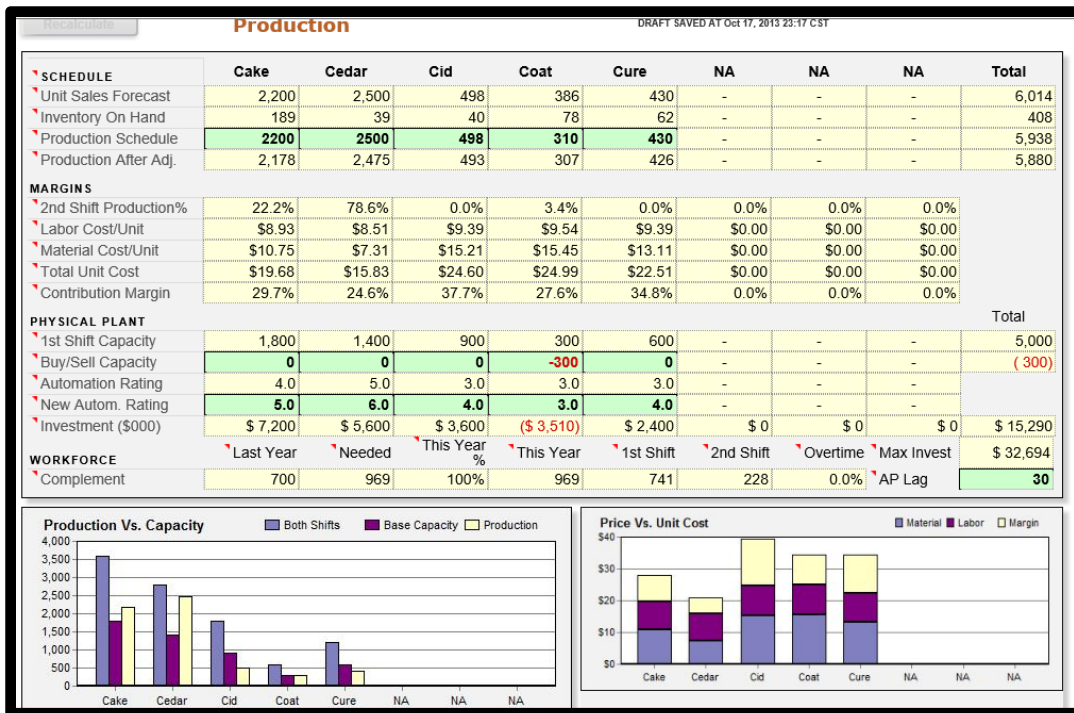 Recalculate
Production
DRAFT SAVED AT Oct 17, 2013 23:17 CST
SCHEDULE Cake Cedar Cid Coat Cure NA NA NA Total
Unit Sales Forecast 2,200 2,500 498 386 430 - - - 6,014
Inventory On Hand 189 39 40 78 62 - - - 408
Production Schedule 2200 2500 498 310 430 - - - 5,938
Production After Adj. 2,178 2,475 493 307 426 - - - 5,880
MARGINS
2nd Shift Production% 22.2% 78.6% 0.0% 3.4% 0.0% 0.0% 0.0% 0.0%
Labor Cost/Unit $8.93 $8.51 $9.39 $9.54 $9.39 $0.00 $0.00 $0.00
Material Cost/Unit $10.75 $7.31 $15.21 $15.45 $13.11 $0.00 $0.00 $0.00
Total Unit Cost $19.68 $15.83 $24.60 $24.99 $22.51 $0.00 $0.00 $0.00
Contribution Margin 29.7% 24.6% 37.7% 27.6% 34.8% 0.0% 0.0% 0.0%
PHYSICAL PLANT Total
1st Shift Capacity 1,800 1,400 900 300 600 - - - 5,000
Buy/Sell Capacity 0 0 0 -300 0 - - - ( 300)
Automation Rating 4.0 5.0 3.0 3.0 3.0 - - -
New Autom. Rating 5.0 6.0 4.0 3.0 4.0 - - -
Investment ($000) $ 7,200 $ 5,600 $ 3,600 ($ 3,510) $ 2,400 $ 0 $ 0 $ 0 $ 15,290
WORKFORCE Last Year Needed This Year % This Year 1st Shift 2nd Shift Overtime Max Invest $ 32,694
Complement 700 969 100% 969 741 228 0.0% AP Lag 30
Production Vs. Capacity Both Shifts Base Capacity Production
4,000
3,500
3,000
2,500
2,000
1,500
1,000
500
0
Cake Cedar Cid Coat Cure NA NA NA
Price Vs. Unit Cost Material Labor Margin
$40
$30
$20
$10
$0
Cake Cedar Cid Coat Cure NA NA NA